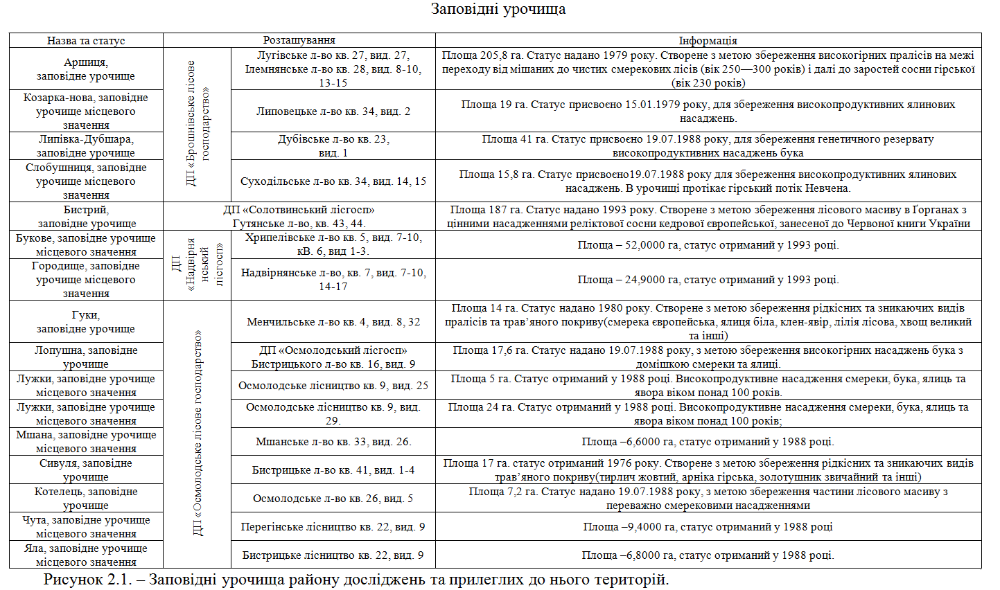 Заповідні урочища
Назва та статус
Розташування
Інформація
Аршиця,
заповідне урочище
ДП «Брошнівське лісове
господарство»
Лугівське л-во кв. 27, вид. 27,
Ілемнянське л-во кв. 28, вид. 8-10,
13-15
Площа 205,8 га. Статус надано 1979 року. Створене з метою збереження високогірних пралісів на межі
переходу від мішаних до чистих смерекових лісів (вік 250—300 років) і далі до заростей сосни гірської
(вік 230 років)
Козарка-нова, заповідне
урочище місцевого
значення
Липовецьке л-во кв. 34, вид. 2
Площа 19 га. Статус присвоєно 15.01.1979 року, для збереження високопродуктивних ялинових
насаджень.
Липівка-Дубшара,
заповідне урочище
Дубівське л-во кв. 23,
вид. 1
Площа 41 га. Статус присвоєно 19.07.1988 року, для збереження генетичного резервату
високопродуктивних насаджень бука
Слобушниця, заповідне
урочище місцевого
значення
Суходільське л-во кв. 34, вид. 14, 15
Площа 15,8 га. Статус присвоєно19.07.1988 року для збереження високопродуктивних ялинових
насаджень. В урочищі протікає гірський потік Невчена.
Бистрий,
заповідне урочище
ДП «Солотвинський лісгосп»
Гутянське л-во, кв. 43, 44.
Площа 187 га. Статус надано 1993 року. Створене з метою збереження лісового масиву в Ґорганах з
цінними насадженнями реліктової сосни кедрової європейської, занесеної до Червоної книги України
Букове, заповідне урочище
місцевого значення
ДП
«Надвірня
нський
лісгосп»
Хрипелівське л-во кв. 5, вид. 7-10,
кВ. 6, вид 1-3.
Площа – 52,0000 га, статус отриманий у 1993 році.
Городище, заповідне
урочище місцевого
значення
Надвірнянське л-во, кв. 7, вид. 7-10,
14-17
Площа – 24,9000 га, статус отриманий у 1993 році.
Гуки,
заповідне урочище
ДП «Осмолодське лісове господарство»
Менчильське л-во кв. 4, вид. 8, 32
Площа 14 га. Статус надано 1980 року. Створене з метою збереження рідкісних та зникаючих видів
пралісів та трав’яного покриву(смерека європейська, ялиця біла, клен-явір, лілія лісова, хвощ великий
та інші)
Лопушна, заповідне
урочище
ДП «Осмолодський лісгосп»
Бистрицького л-во кв. 16, вид. 9
Площа 17,6 га. Статус надано 19.07.1988 року, з метою збереження високогірних насаджень бука з
домішкою смереки та ялиці.
Лужки, заповідне урочище
місцевого значення
Осмолодське лісництво кв. 9, вид. 25
Площа 5 га. Статус отриманий у 1988 році. Високопродуктивне насадження смереки, бука, ялиць та
явора віком понад 100 років.
Лужки, заповідне урочище
місцевого значення
Осмолодське лісництво кв. 9, вид.
29.
Площа 24 га. Статус отриманий у 1988 році. Високопродуктивне насадження смереки, бука, ялиць та
явора віком понад 100 років;
Мшана, заповідне урочище
місцевого значення
Мшанське л-во кв. 33, вид. 26.
Площа –6,6000 га, статус отриманий у 1988 році.
Сивуля, заповідне
урочище
Бистрицьке л-во кв. 41, вид. 1-4
Площа 17 га. статус отриманий 1976 року. Створене з метою збереження рідкісних та зникаючих видів
трав’яного покриву(тирлич жовтий, арніка гірська, золотушник звичайний та інші)
Котелець, заповідне
урочище
Осмолодське л-во кв. 26, вид. 5
Площа 7,2 га. Статус надано 19.07.1988 року, з метою збереження частини лісового масиву з
переважно смерековими насадженнями
Чута, заповідне урочище
місцевого значення
Перегінське лісництво кв. 22, вид. 9
Площа –9,4000 га, статус отриманий у 1988 році
Яла, заповідне урочище
місцевого значення
Бистрицьке лісництво кв. 22, вид. 9
Площа –6,8000 га, статус отриманий у 1988 році.
Рисунок 2.1. – Заповідні урочища району досліджень та прилеглих до нього територій.